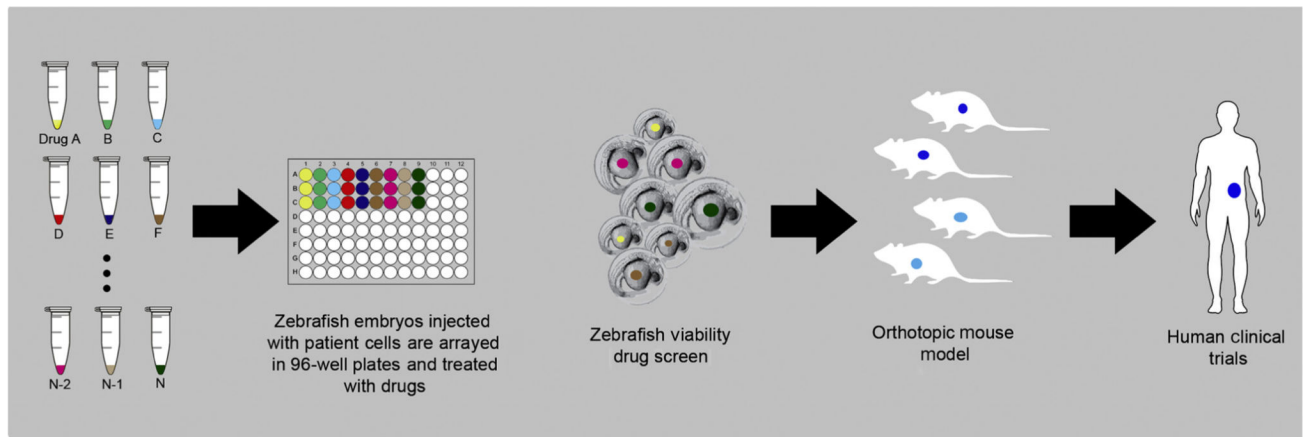 Drug A B C
D E F
N-2 N-1 N
1 2 3 4 5 6 7 8 9 10 11 12
A
B
C
D
E
F
G
H
Zebrafish embryos injected
with patient cells are arrayed
in 96-well plates and treated
with drugs
Zebrafish viability
drug screen
Orthotopic mouse
model
Human clinical
trials